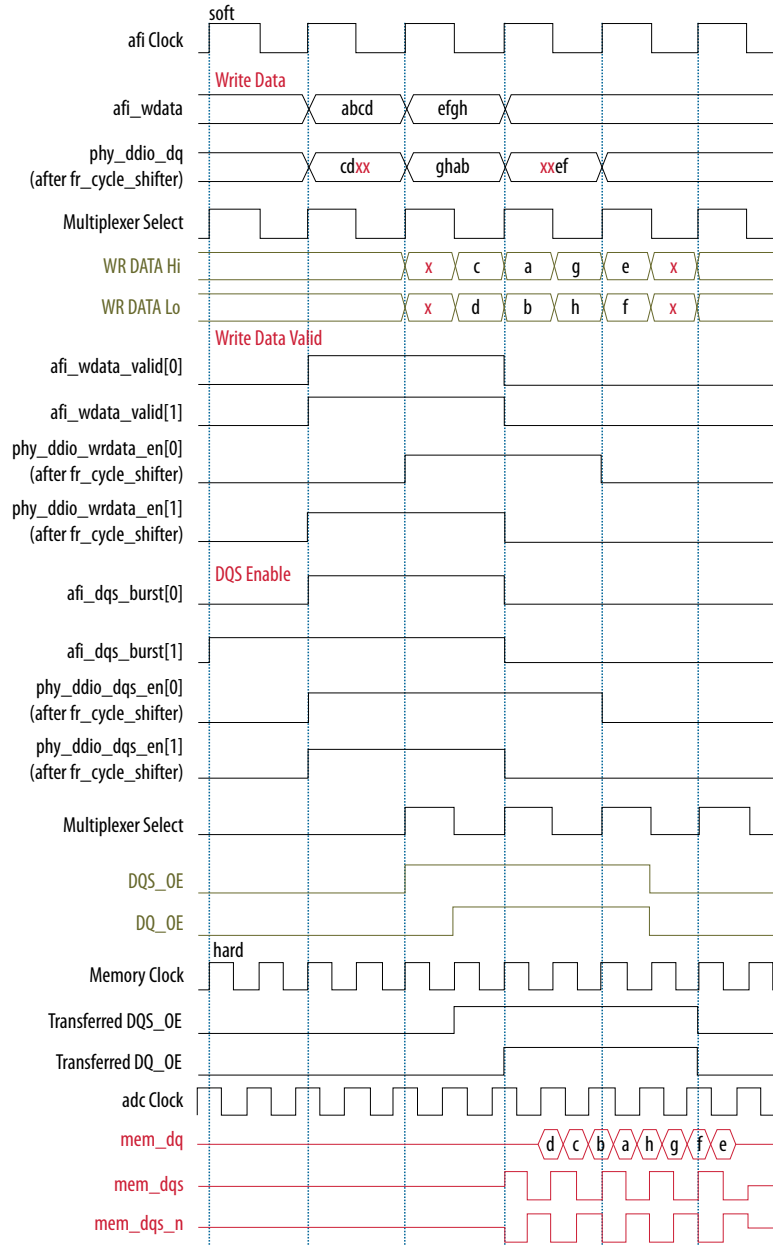 soft
afi Clock
Write Data
afi_wdata abcd efgh
phy_ddio_dq
(after fr_cycle_shifter) cdxx ghab xxef
Multiplexer Select
WR DATA Hi x c a g e x
WR DATA Lo x d b h f x
Write Data Valid
afi_wdata_valid[0]
afi_wdata_valid[1]
phy_ddio_wrdata_en[0]
(after fr_cycle_shifter)
phy_ddio_wrdata_en[1]
(after fr_cycle_shifter)
DQS Enable
afi_dqs_burst[0]
afi_dqs_burst[1]
phy_ddio_dqs_en[0]
(after fr_cycle_shifter)
phy_ddio_dqs_en[1]
(after fr_cycle_shifter)
Multiplexer Select
DQS_OE
DQ_OE
hard
Memory Clock
Transferred DQS_OE
Transferred DQ_OE
adc Clock
mem_dq d c b a h g f e
mem_dqs
mem_dqs_n